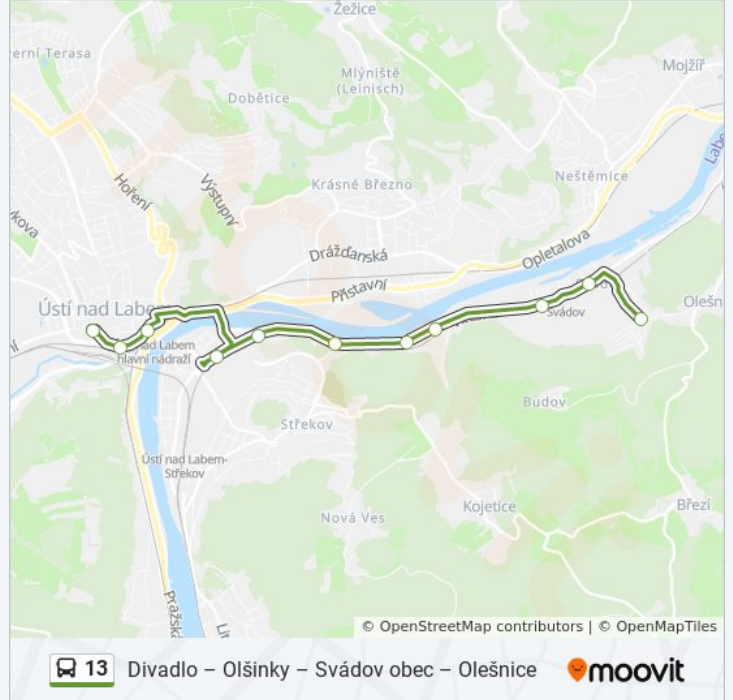 Žežice
erní Terasa
Mojžíř
Mlýniště
(Leinisch)
Dobětice
Labe
Neštěmice
Hoření
Výstupní
Krásné Březno
kova
Drážďanská
Opletalova
Přístavní
Olešn
Ústí nad Labem
Svádov
ad Labem
hlavní nádraží
Budov
Střekov
Ústí nad Labem-
Střekov
Kojetice
Březí
Nová Ves
Pražská
© OpenStreetMap contributors | © OpenMapTiles
13 Divadlo – Olšinky – Svádov obec – Olešnice moovit